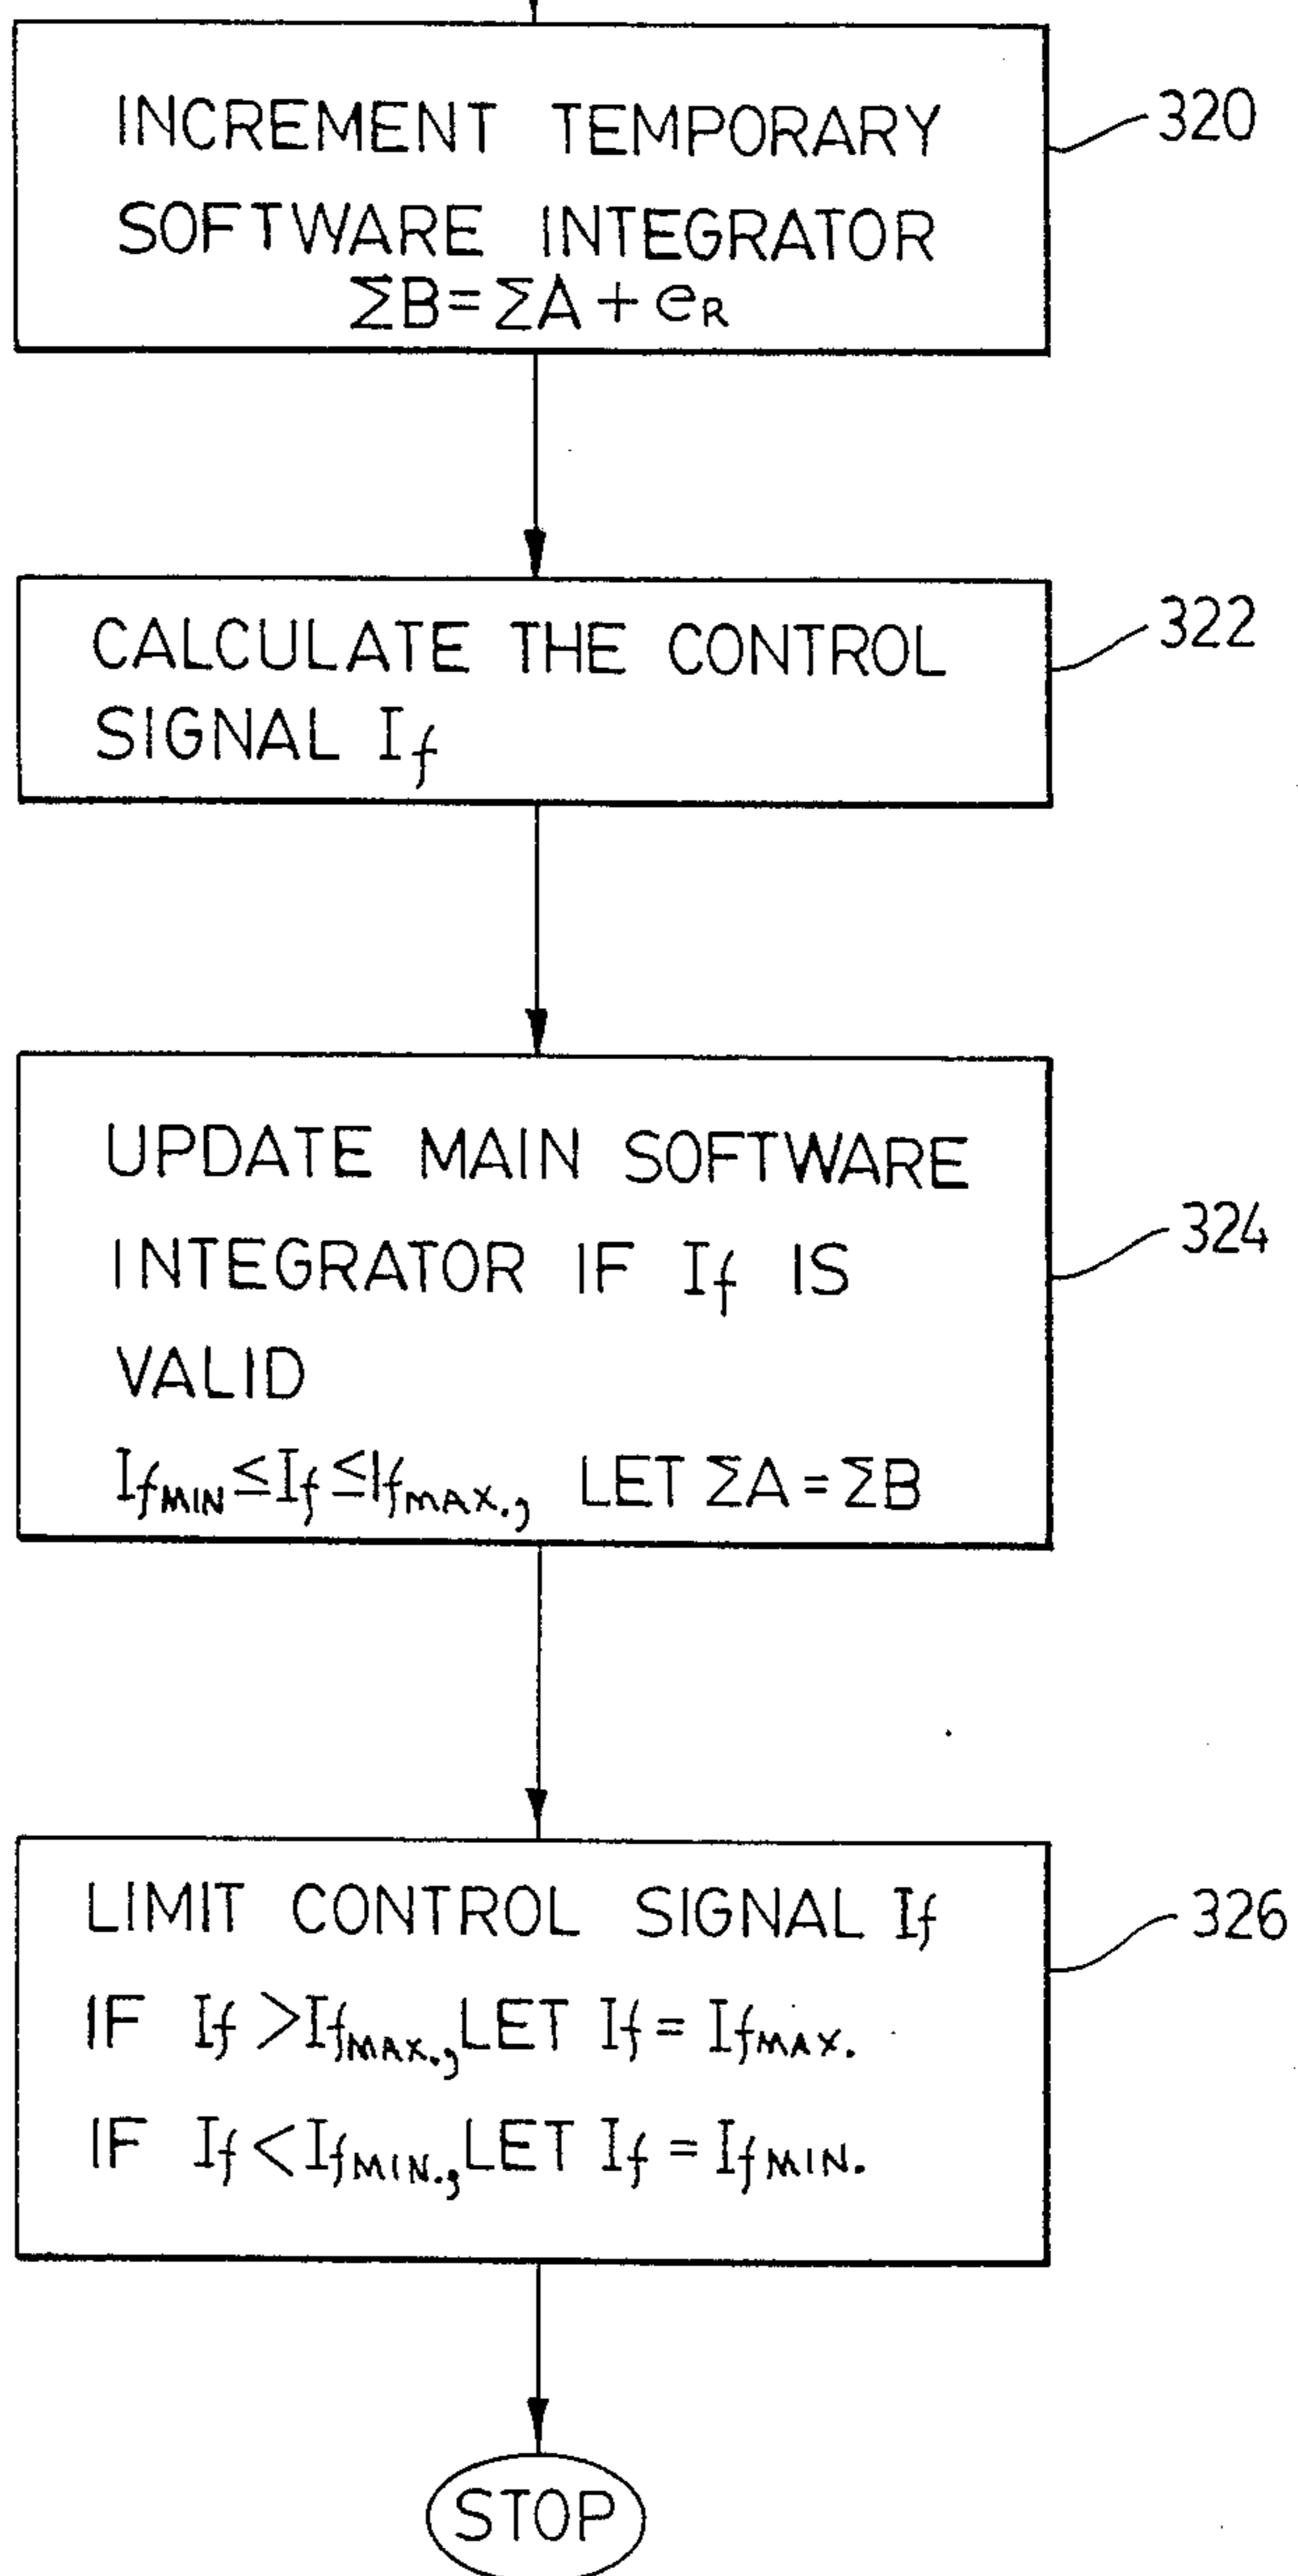 INCREMENT TEMPORARY
320
SOFTWARE INTEGRATOR
ΣB = ΣA + eR
CALCULATE THE CONTROL
322
SIGNAL If
UPDATE MAIN SOFTWARE
324
INTEGRATOR IF If IS
VALID
IfMIN ≤ If ≤ IfMAX., LET ΣA = ΣB
LIMIT CONTROL SIGNAL If
326
IF If > IfMAX., LET If = IfMAX.
IF If < IfMIN., LET If = IfMIN.
STOP